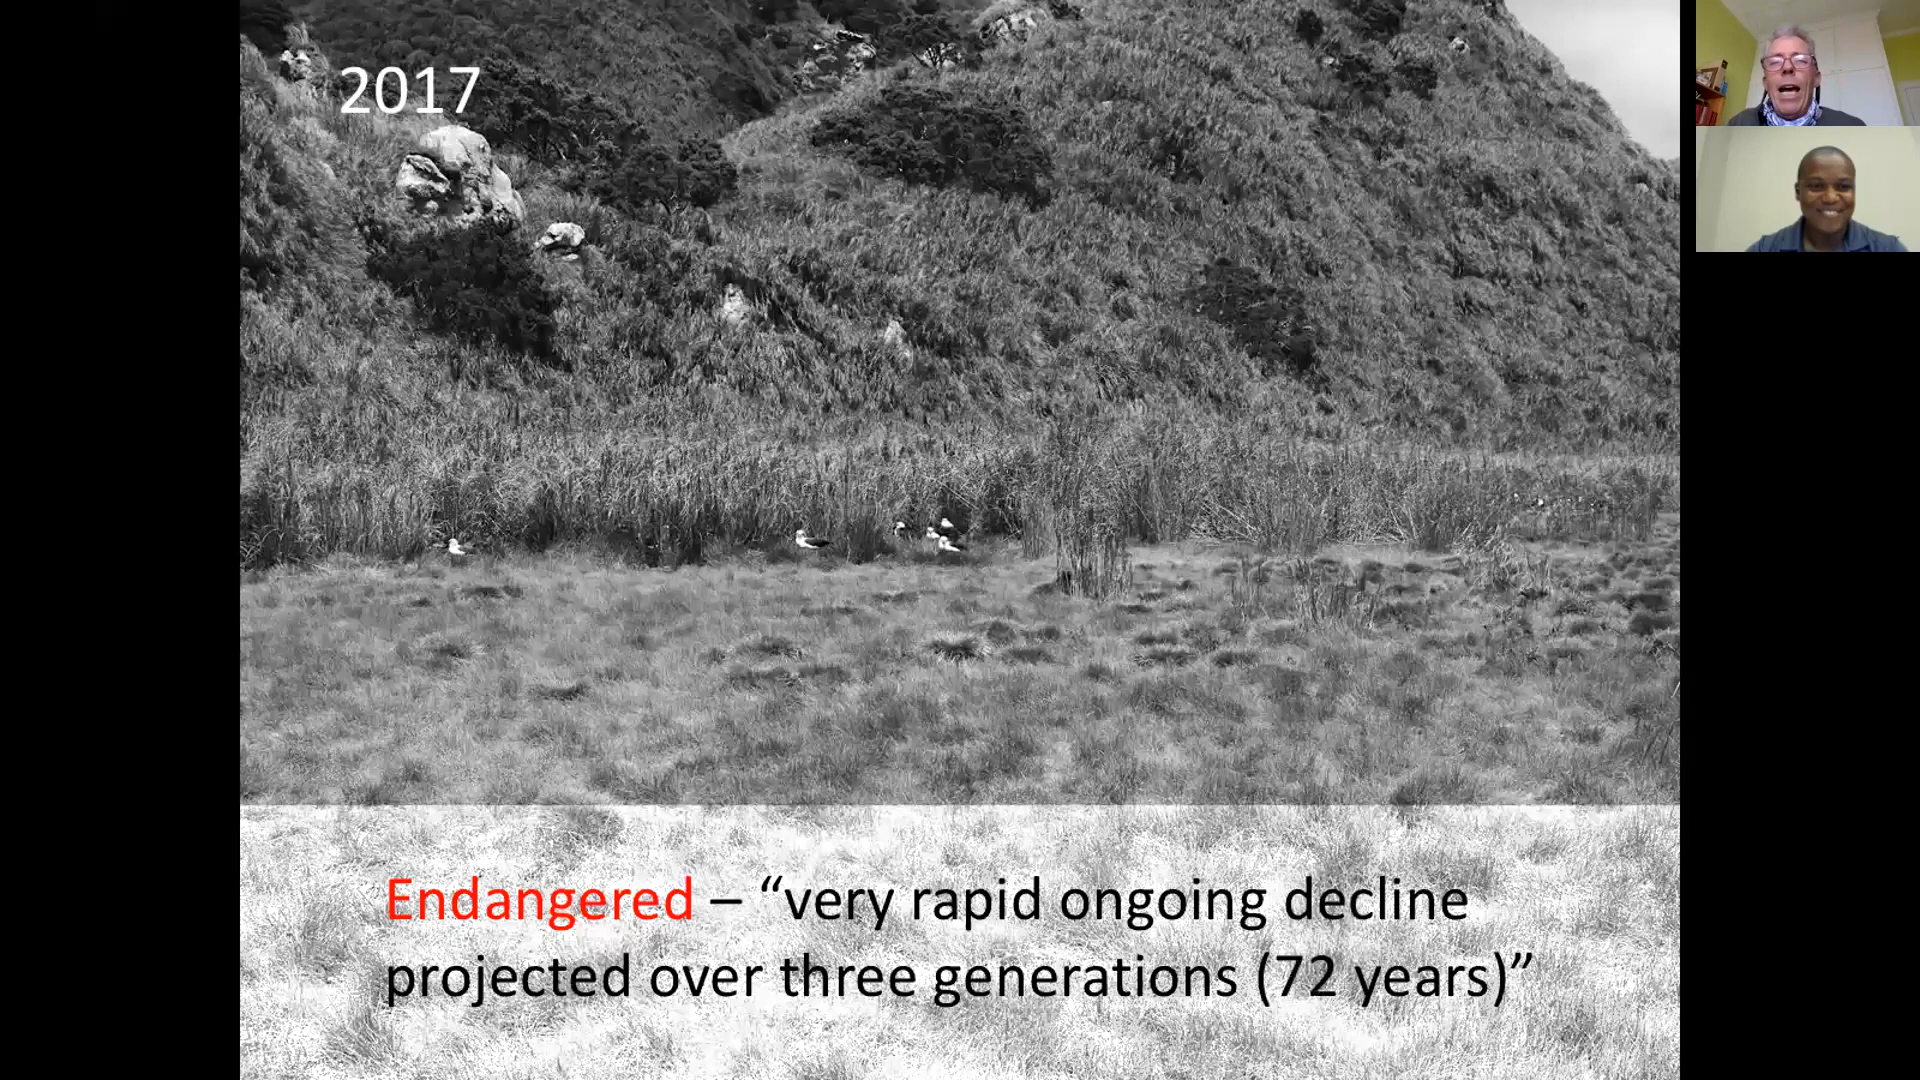 2017
Endangered – “very rapid ongoing decline
projected over three generations (72 years)”